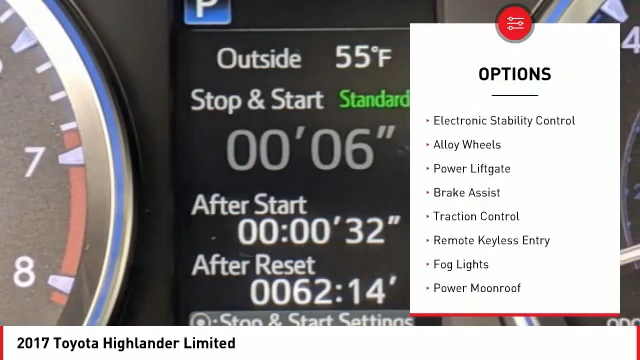 P
Outside 55°F
Stop & Start Standard
00'06"
After Start
00:00'32"
After Reset
0062:14'
:Stop & Start Settings
7
8
OPTIONS
Electronic Stability Control
Alloy Wheels
Power Liftgate
Brake Assist
Traction Control
Remote Keyless Entry
Fog Lights
Power Moonroof
2017 Toyota Highlander Limited